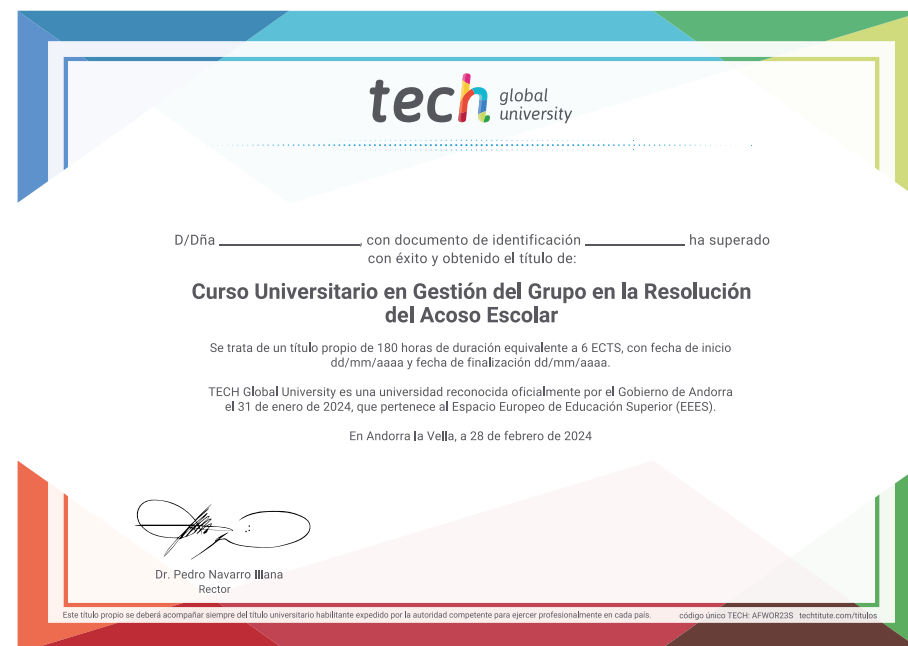 tech global university
D/Dña ____________________, con documento de identificación ______________ ha superado
con éxito y obtenido el título de:
Curso Universitario en Gestión del Grupo en la Resolución
del Acoso Escolar
Se trata de un título propio de 180 horas de duración equivalente a 6 ECTS, con fecha de inicio
dd/mm/aaaa y fecha de finalización dd/mm/aaaa.
TECH Global University es una universidad reconocida oficialmente por el Gobierno de Andorra
el 31 de enero de 2024, que pertenece al Espacio Europeo de Educación Superior (EEES).
En Andorra la Vella, a 28 de febrero de 2024
Dr. Pedro Navarro Illana
Rector
Este título propio se deberá acompañar siempre del título universitario habilitante expedido por la autoridad competente para ejercer profesionalmente en cada país. código único TECH: AFWOR23S techtitute.com/titulos